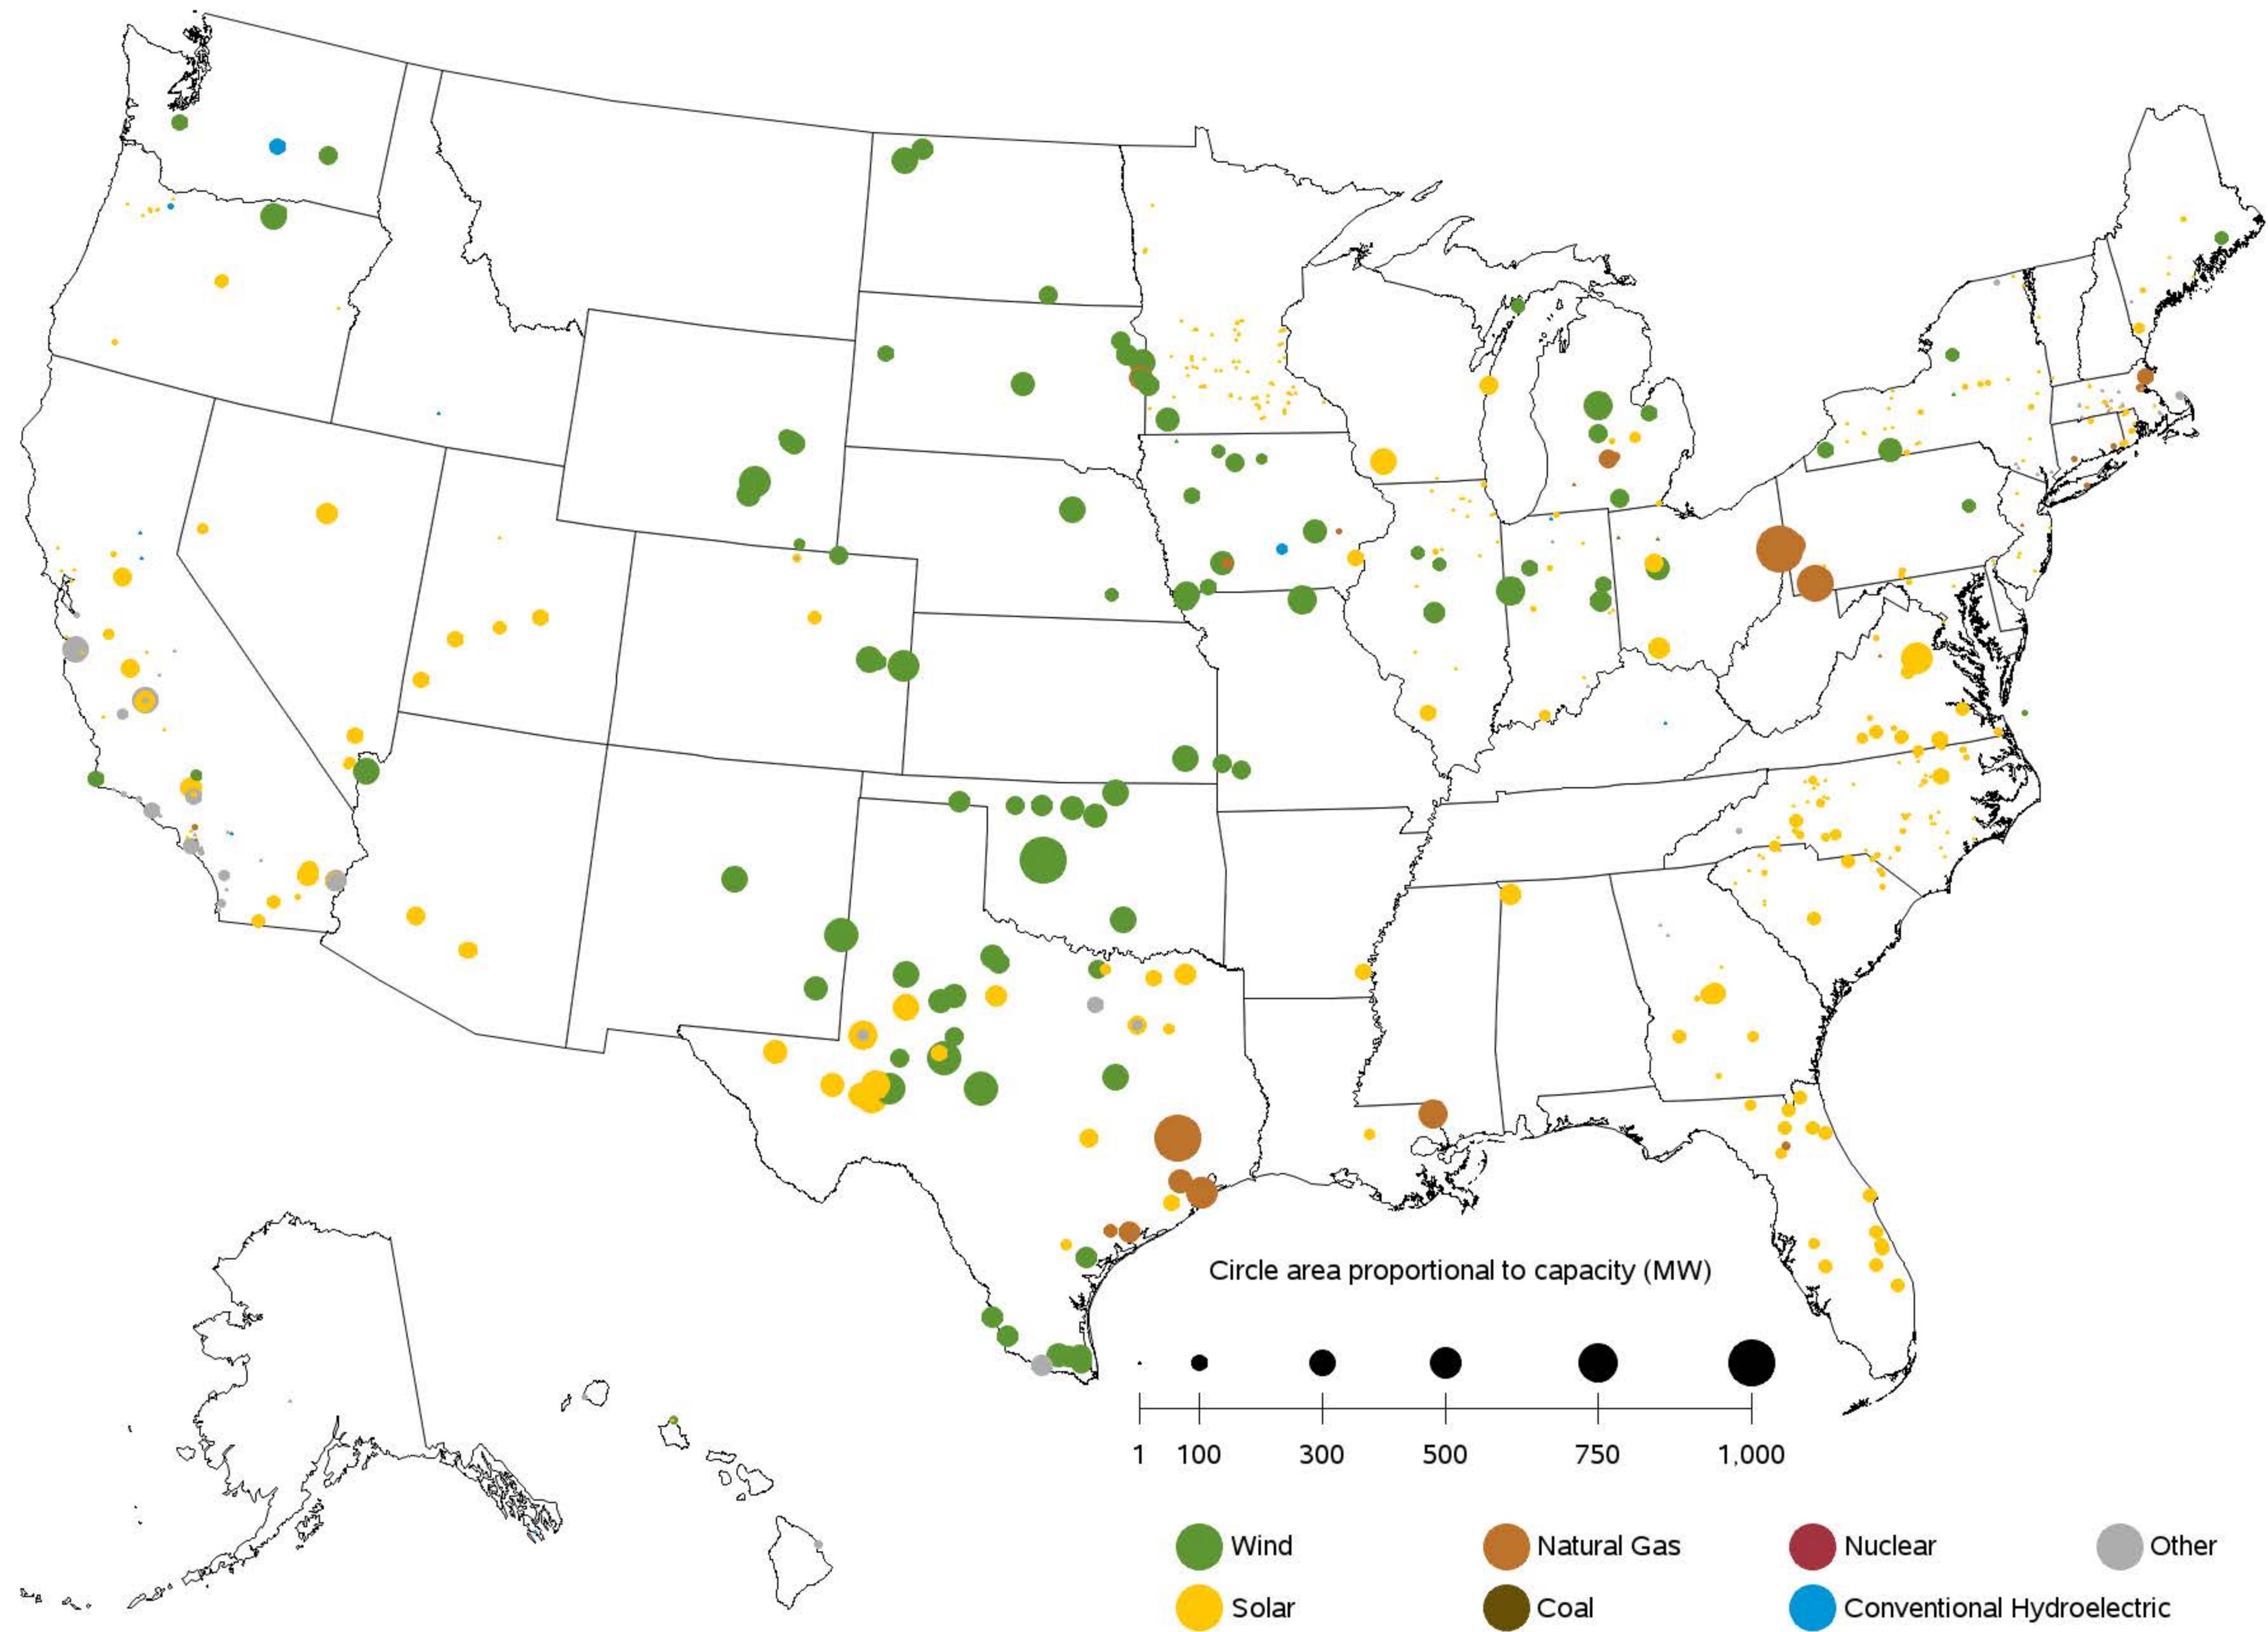 Circle area proportional to capacity (MW)
1 100 300 500 750 1,000
Wind Natural Gas Nuclear Other
Solar Coal Conventional Hydroelectric